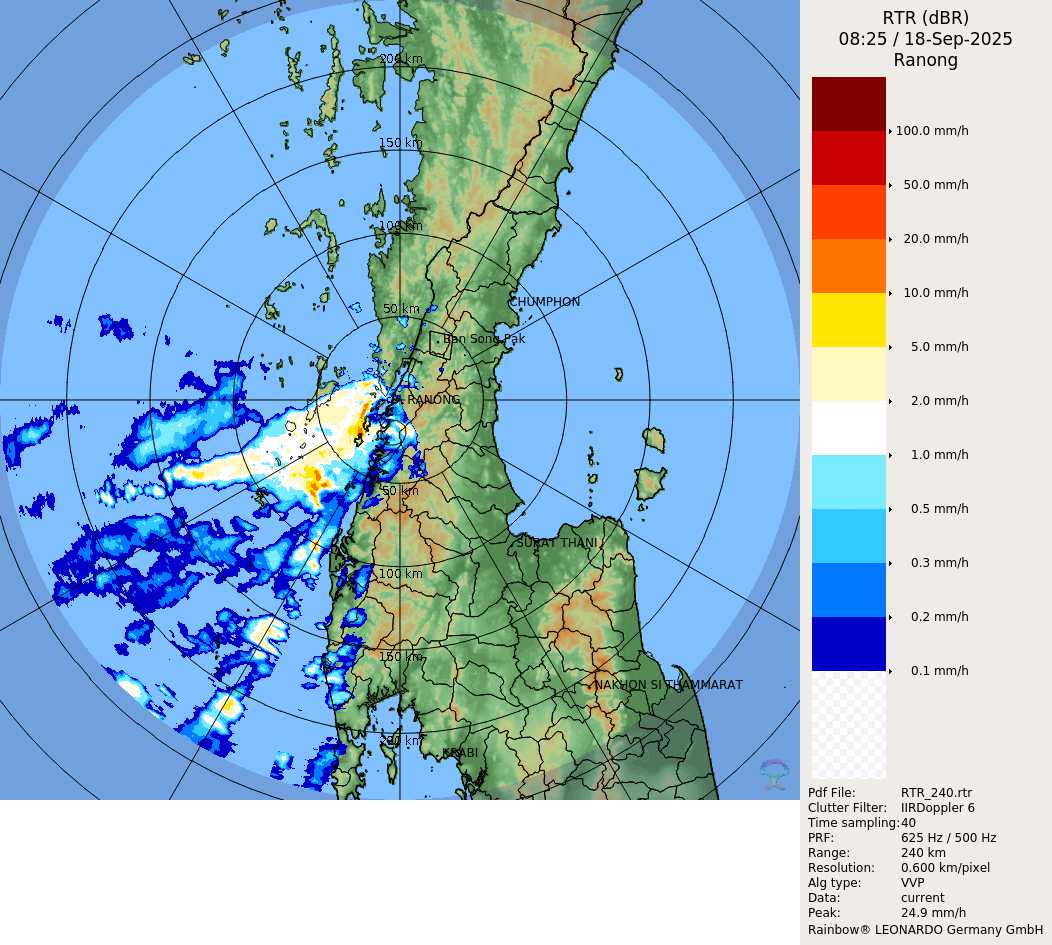 RTR (dBR)
08:25 / 18-Sep-2025
Ranong
200 km
150 km
100 km
50 km
CHUMPHON
Ban Song Pak
RANONG
50 km
SURAT THANI
100 km
150 km
NAKHON SI THAMMARAT
200 km
KRABI
100.0 mm/h
50.0 mm/h
20.0 mm/h
10.0 mm/h
5.0 mm/h
2.0 mm/h
1.0 mm/h
0.5 mm/h
0.3 mm/h
0.2 mm/h
0.1 mm/h
Pdf File: RTR_240.rtr
Clutter Filter: IIRDoppler 6
Time sampling:40
PRF: 625 Hz / 500 Hz
Range: 240 km
Resolution: 0.600 km/pixel
Alg type: VVP
Data: current
Peak: 24.9 mm/h
Rainbow® LEONARDO Germany GmbH